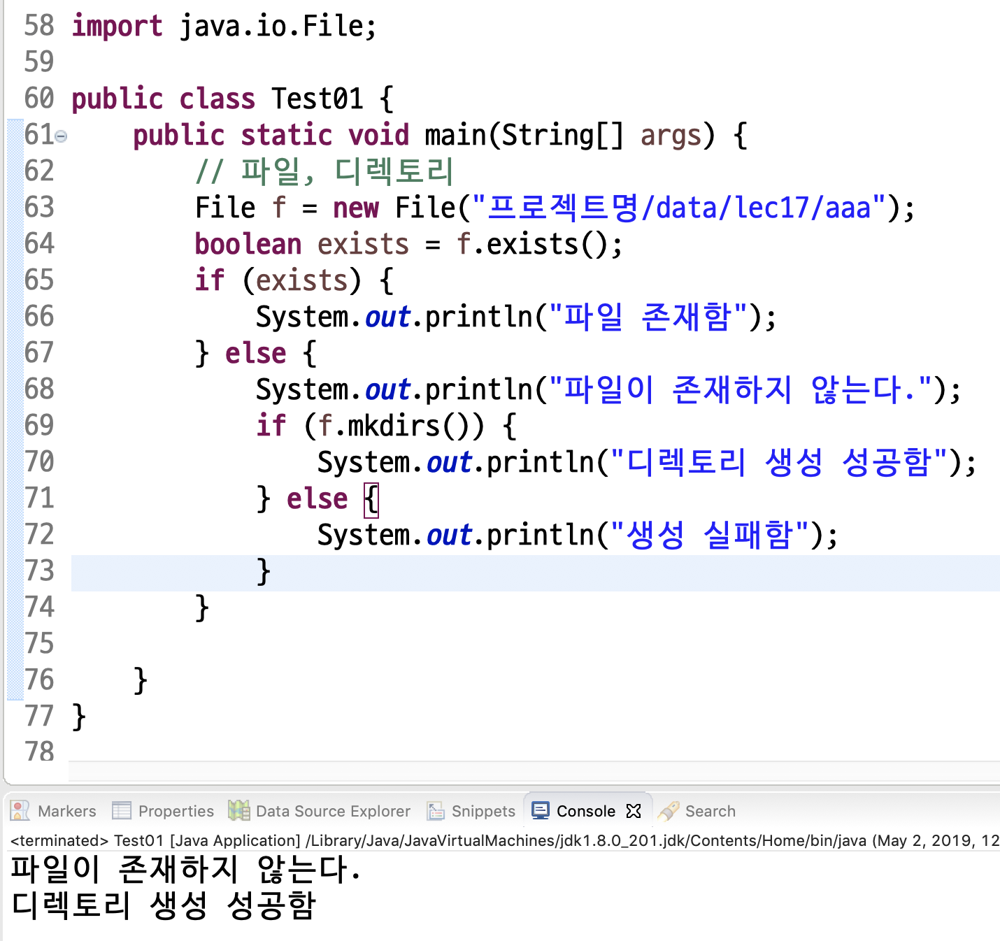 58 import java.io.File;
59
60 public class Test01 {
61     public static void main(String[] args) {
62         // 파일, 디렉토리
63         File f = new File("프로젝트명/data/lec17/aaa");
64         boolean exists = f.exists();
65         if (exists) {
66             System.out.println("파일 존재함");
67         } else {
68             System.out.println("파일이 존재하지 않는다.");
69             if (f.mkdirs()) {
70                 System.out.println("디렉토리 생성 성공함");
71             } else {
72                 System.out.println("생성 실패함");
73             }
74         }
75
76     }
77 }
78
Markers Properties Data Source Explorer Snippets Console Search
<terminated> Test01 [Java Application] /Library/Java/JavaVirtualMachines/jdk1.8.0_201.jdk/Contents/Home/bin/java (May 2, 2019, 12
파일이 존재하지 않는다.
디렉토리 생성 성공함